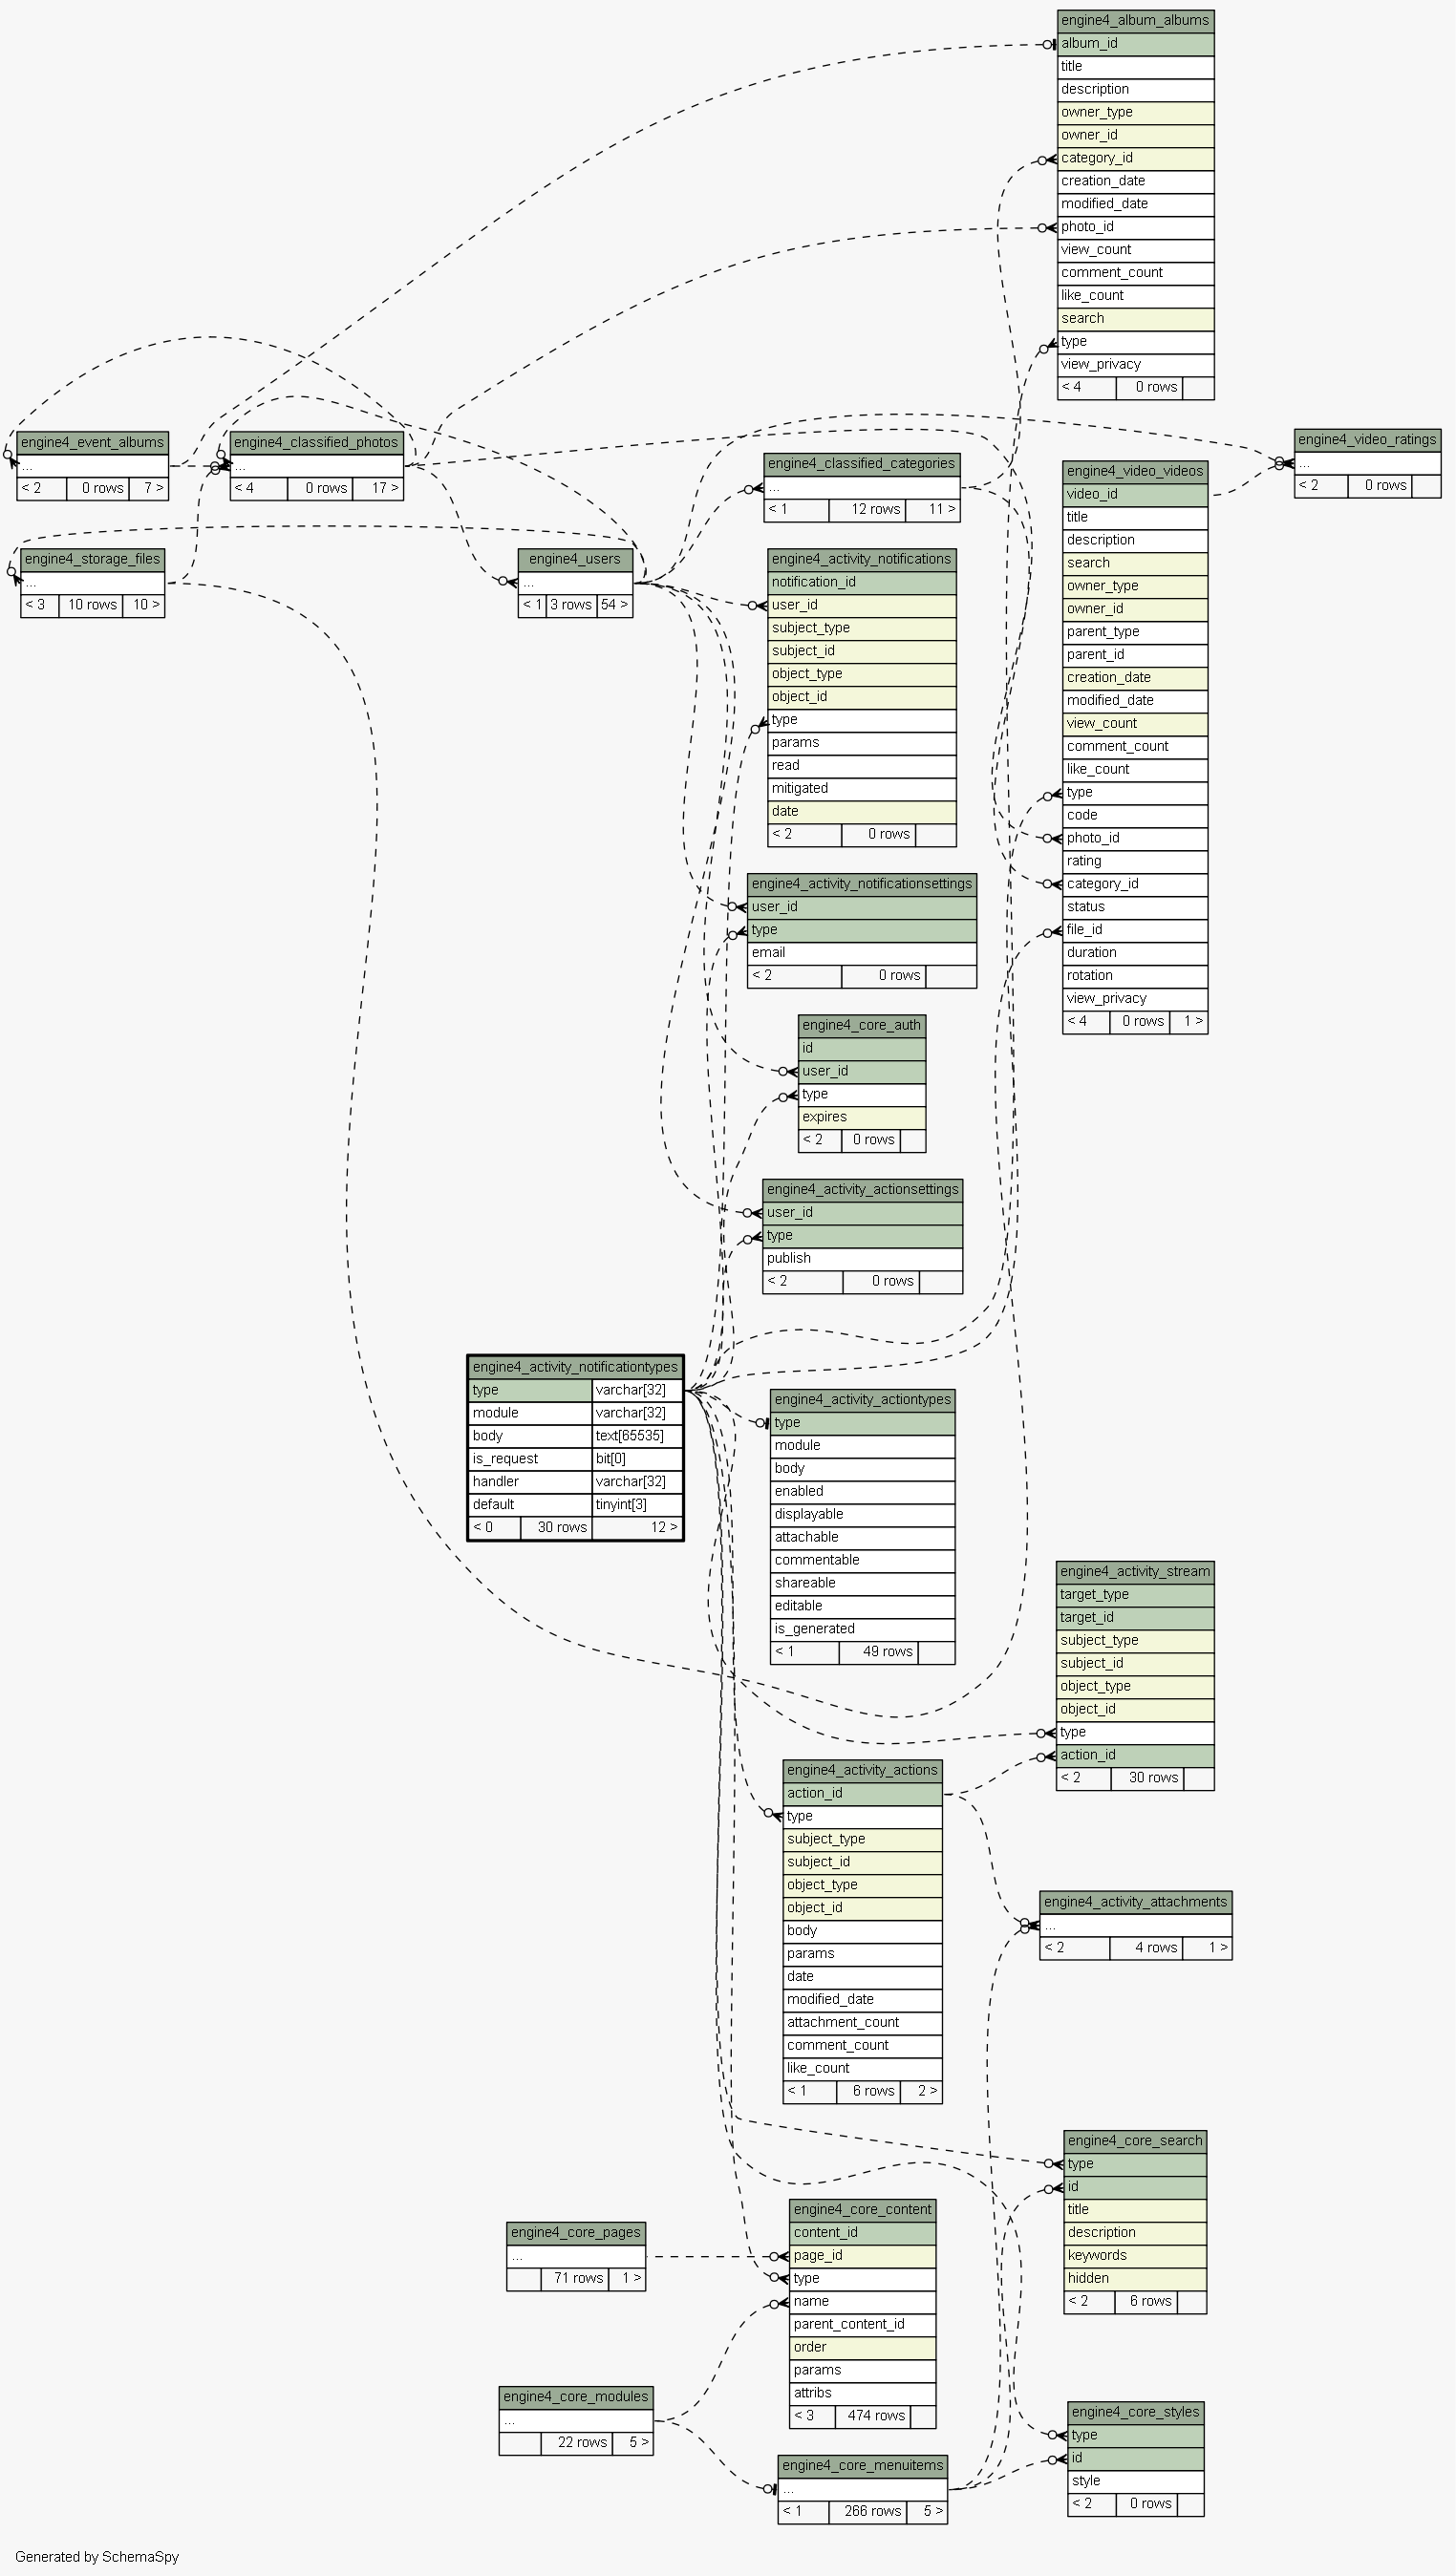 engine4_album_albums
album_id
title
description
owner_type
owner_id
category_id
creation_date
modified_date
photo_id
view_count
comment_count
like_count
search
type
view_privacy
< 4 0 rows
engine4_event_albums
...
< 2 0 rows 7 >
engine4_classified_photos
...
< 4 0 rows 17 >
engine4_classified_categories
...
< 1 12 rows 11 >
engine4_video_ratings
...
< 2 0 rows
engine4_video_videos
video_id
title
description
search
owner_type
owner_id
parent_type
parent_id
creation_date
modified_date
view_count
comment_count
like_count
type
code
photo_id
rating
category_id
status
file_id
duration
rotation
view_privacy
< 4 0 rows 1 >
engine4_storage_files
...
< 3 10 rows 10 >
engine4_users
...
< 1 3 rows 54 >
engine4_activity_notifications
notification_id
user_id
subject_type
subject_id
object_type
object_id
type
params
read
mitigated
date
< 2 0 rows
engine4_activity_notificationsettings
user_id
type
email
< 2 0 rows
engine4_core_auth
id
user_id
type
expires
< 2 0 rows
engine4_activity_actionsettings
user_id
type
publish
< 2 0 rows
engine4_activity_notificationtypes
type varchar[32]
module varchar[32]
body text[65535]
is_request bit[0]
handler varchar[32]
default tinyint[3]
< 0 30 rows 12 >
engine4_activity_actiontypes
type
module
body
enabled
displayable
attachable
commentable
shareable
editable
is_generated
< 1 49 rows
engine4_activity_stream
target_type
target_id
subject_type
subject_id
object_type
object_id
type
action_id
< 2 30 rows
engine4_activity_actions
action_id
type
subject_type
subject_id
object_type
object_id
body
params
date
modified_date
attachment_count
comment_count
like_count
< 1 6 rows 2 >
engine4_activity_attachments
...
< 2 4 rows 1 >
engine4_core_search
type
id
title
description
keywords
hidden
< 2 6 rows
engine4_core_pages
...
71 rows 1 >
engine4_core_content
content_id
page_id
type
name
parent_content_id
order
params
attribs
< 3 474 rows
engine4_core_modules
...
22 rows 5 >
engine4_core_styles
type
id
style
< 2 0 rows
engine4_core_menuitems
...
< 1 266 rows 5 >
Generated by SchemaSpy